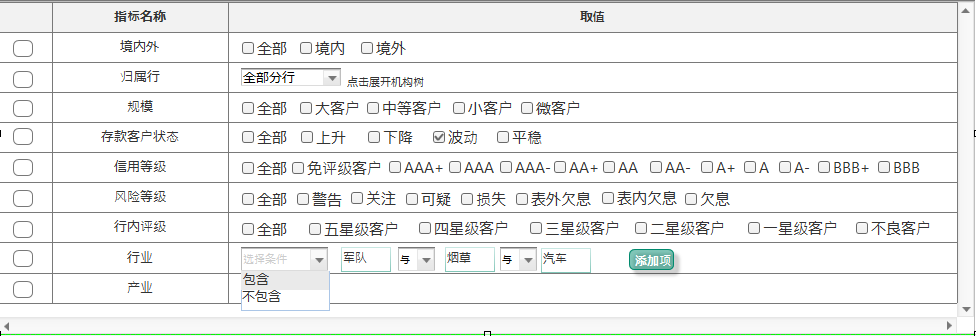 指标名称 取值
境内外 全部 境内 境外
归属行 全部分行 点击展开机构树
规模 全部 大客户 中等客户 小客户 微客户
存款客户状态 全部 上升 下降 波动 平稳
信用等级 全部 免评级客户 AAA+ AAA AAA- AA+ AA AA- A+ A A- BBB+ BBB
风险等级 全部 警告 关注 可疑 损失 表外欠息 表内欠息 欠息
行内评级 全部 五星级客户 四星级客户 三星级客户 二星级客户 一星级客户 不良客户
行业 选择条件 军队 与 烟草 与 汽车 添加项
包含
产业 不包含